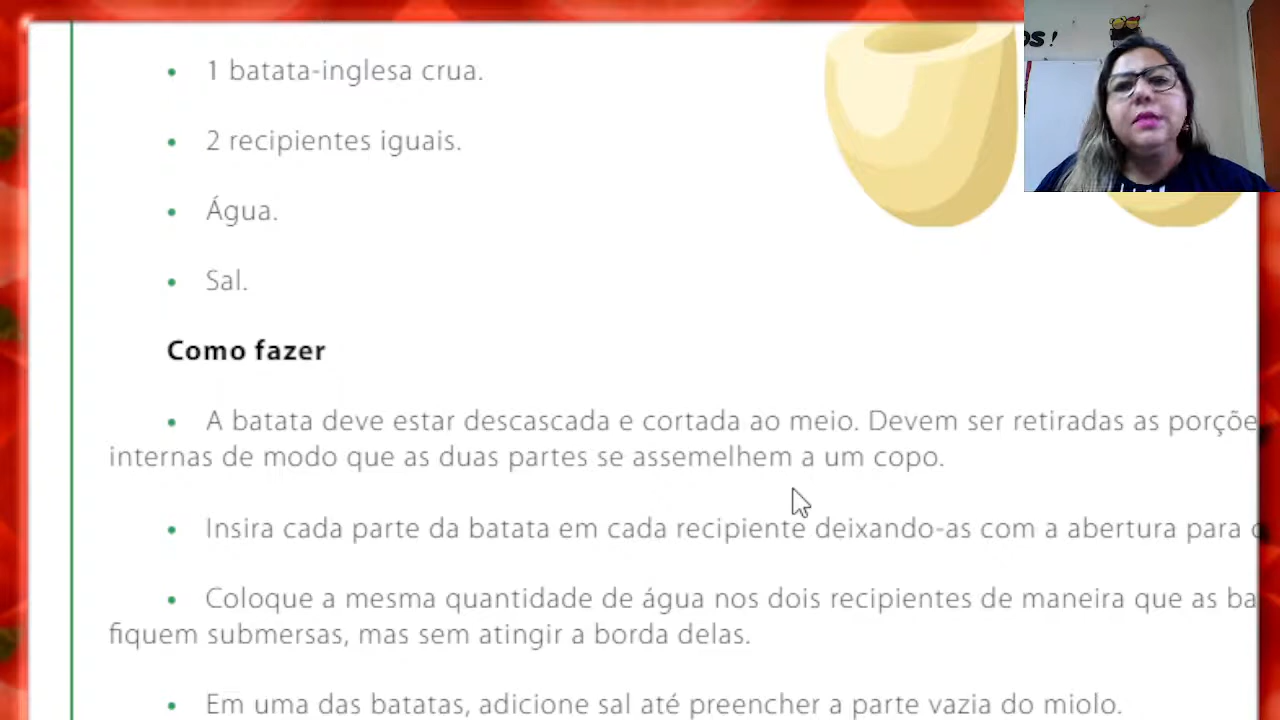 OS!
1 batata-inglesa crua.
2 recipientes iguais.
Água.
Sal.
Como fazer
A batata deve estar descascada e cortada ao meio. Devem ser retiradas as porçõe
internas de modo que as duas partes se assemelhem a um copo.
Insira cada parte da batata em cada recipiente deixando-as com a abertura para
Coloque a mesma quantidade de água nos dois recipientes de maneira que as ba
fiquem submersas, mas sem atingir a borda delas.
Em uma das batatas, adicione sal até preencher a parte vazia do miolo.